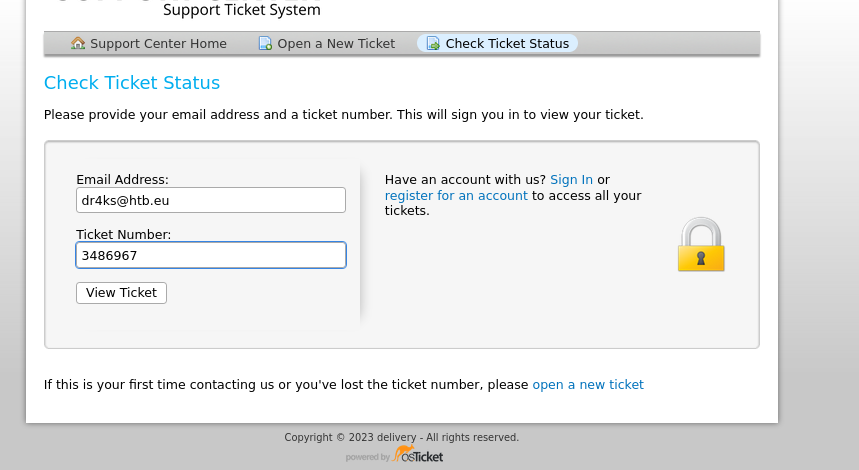 Support Ticket System
Support Center Home
Open a New Ticket
Check Ticket Status
Check Ticket Status
Please provide your email address and a ticket number. This will sign you in to view your ticket.
Email Address:
dr4ks@htb.eu
Ticket Number:
3486967
View Ticket
Have an account with us? Sign In or
register for an account to access all your
tickets.
If this is your first time contacting us or you've lost the ticket number, please open a new ticket
Copyright © 2023 delivery - All rights reserved.
powered by osTicket